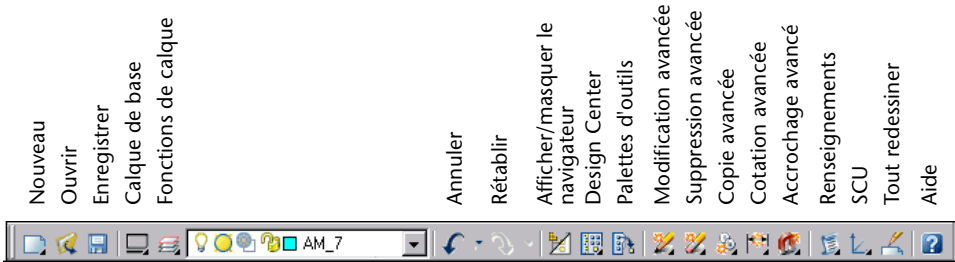 Nouveau
Ouvrir
Enregistrer
Calque de base
Fonctions de calque
Annuler
Rétablir
Afficher/masquer le
navigateur
Design Center
Palettes d'outils
Modification avancée
Suppression avancée
Copie avancée
Cotation avancée
Accrochage avancé
Renseignements
SCU
Tout redessiner
Aide
AM_7